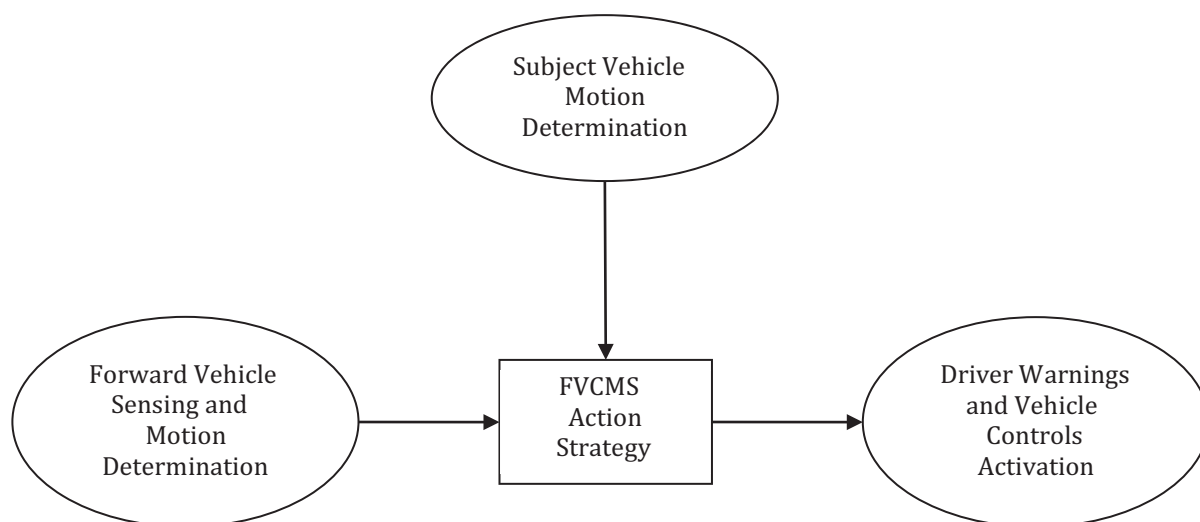 Subject Vehicle
Motion
Determination
Forward Vehicle
Sensing and
Motion
Determination
FVCMS
Action
Strategy
Driver Warnings
and Vehicle
Controls
Activation